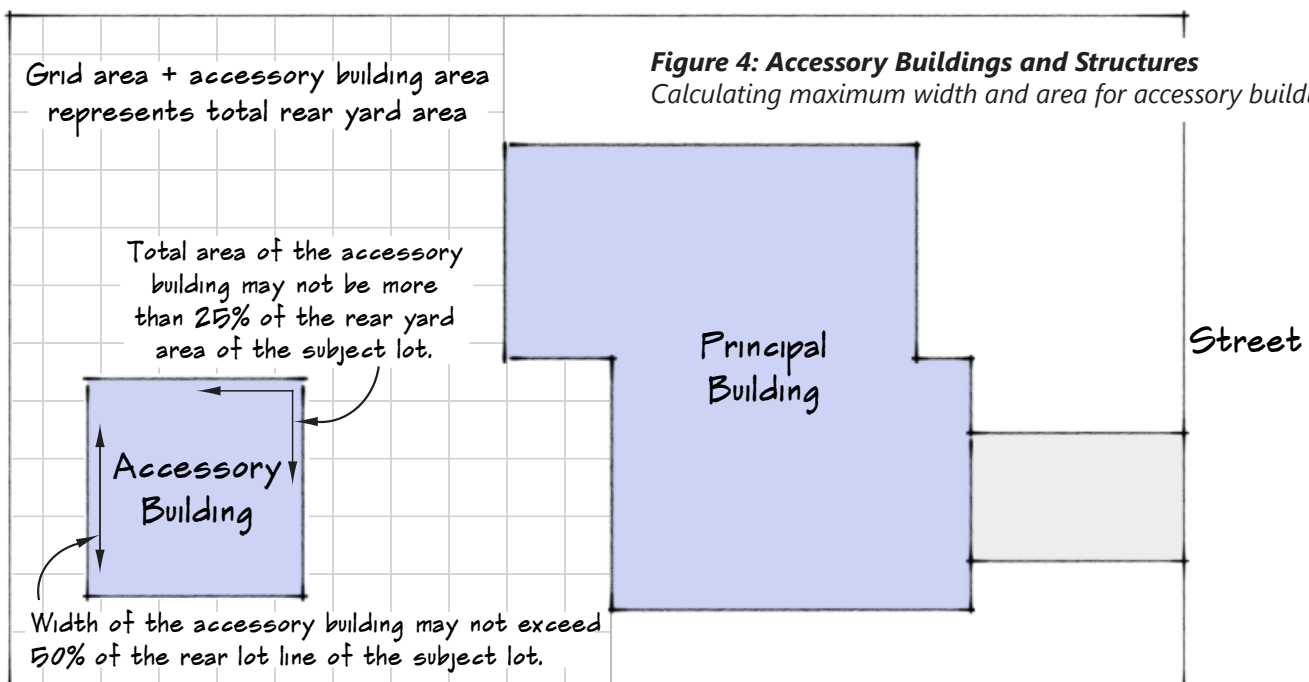 Figure 4: Accessory Buildings and Structures
Calculating maximum width and area for accessory buildi
Grid area + accessory building area
represents total rear yard area
Total area of the accessory
building may not be more
than 25% of the rear yard
area of the subject lot.
Principal
Building
Street
Accessory
Building
Width of the accessory building may not exceed
50% of the rear lot line of the subject lot.